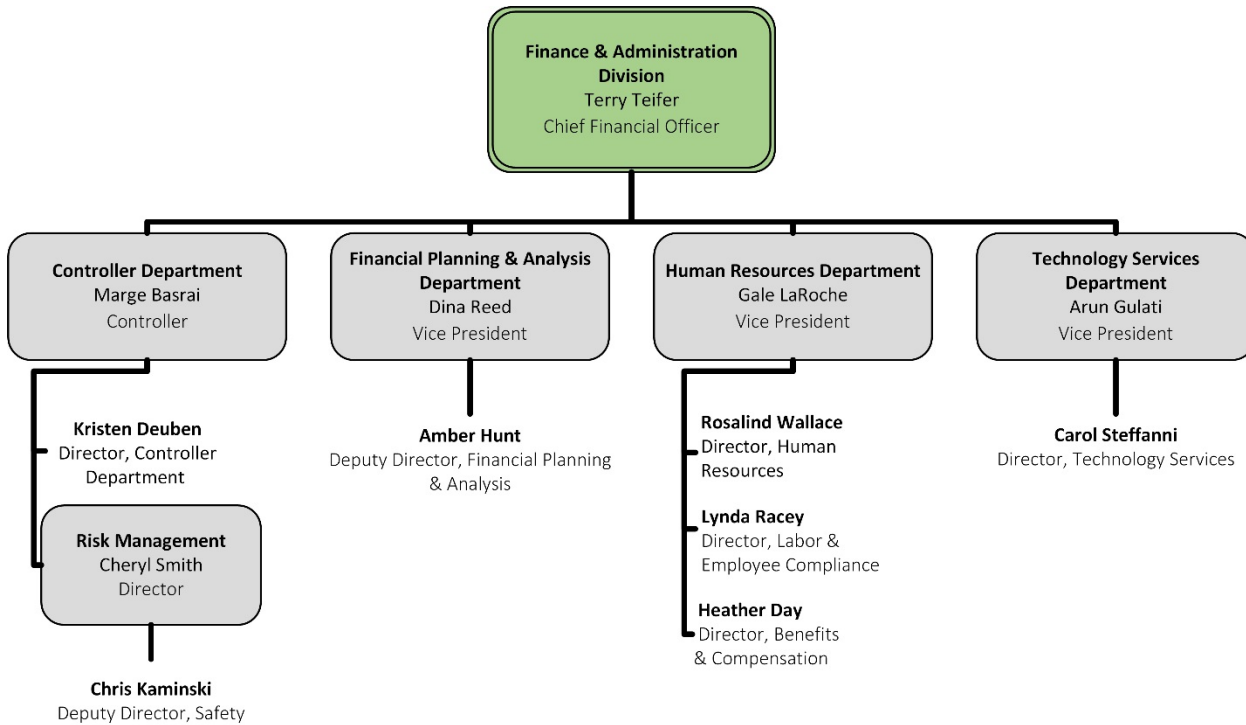 Finance & Administration
Division
Terry Teifer
Chief Financial Officer
Controller Department
Marge Basrai
Controller
Financial Planning & Analysis
Department
Dina Reed
Vice President
Human Resources Department
Gale LaRoche
Vice President
Technology Services
Department
Arun Gulati
Vice President
Kristen Deuben
Director, Controller
Department
Risk Management
Cheryl Smith
Director
Chris Kaminski
Deputy Director, Safety
Amber Hunt
Deputy Director, Financial Planning
& Analysis
Rosalind Wallace
Director, Human
Resources
Lynda Racey
Director, Labor &
Employee Compliance
Heather Day
Director, Benefits
& Compensation
Carol Steffanni
Director, Technology Services